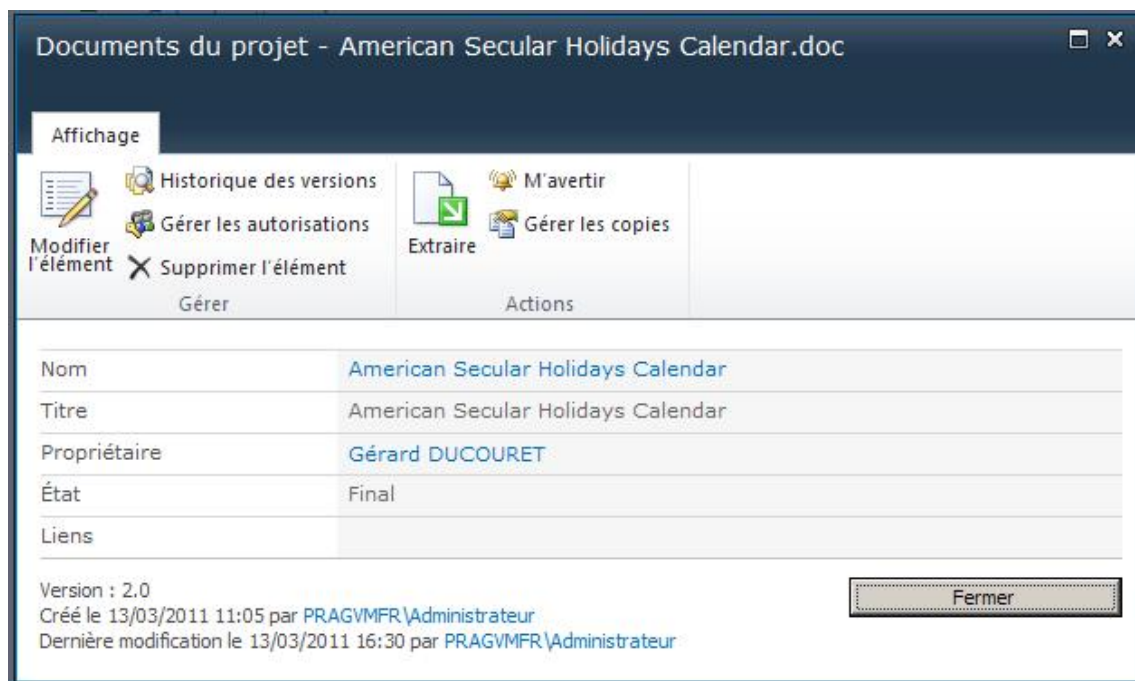 Documents du projet - American Secular Holidays Calendar.doc
Affichage
Modifier
l'élément
Historique des versions
Gérer les autorisations
Supprimer l'élément
Gérer
Extraire
M'avertir
Gérer les copies
Actions
Nom American Secular Holidays Calendar
Titre American Secular Holidays Calendar
Propriétaire Gérard DUCOURET
État Final
Liens
Version : 2.0
Créé le 13/03/2011 11:05 par PRAGVMFR\Administrateur
Dernière modification le 13/03/2011 16:30 par PRAGVMFR\Administrateur
Fermer